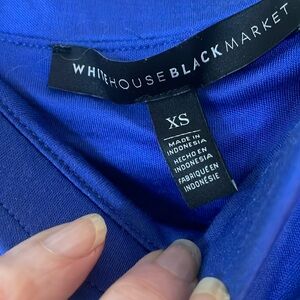 WHITEHOUSEBLACKMARKET
XS
MADE IN
INDONESIA
HECHO EN
INDONESIA
FABRIQUÉ EN
INDONÉSIE